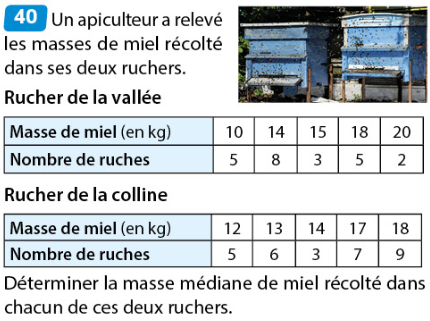 40 Un apiculteur a relevé
les masses de miel récolté
dans ses deux ruchers.
Rucher de la vallée
Masse de miel (en kg) 10 14 15 18 20
Nombre de ruches 5 8 3 5 2
Rucher de la colline
Masse de miel (en kg) 12 13 14 17 18
Nombre de ruches 5 6 3 7 9
Déterminer la masse médiane de miel récolté dans
chacun de ces deux ruchers.